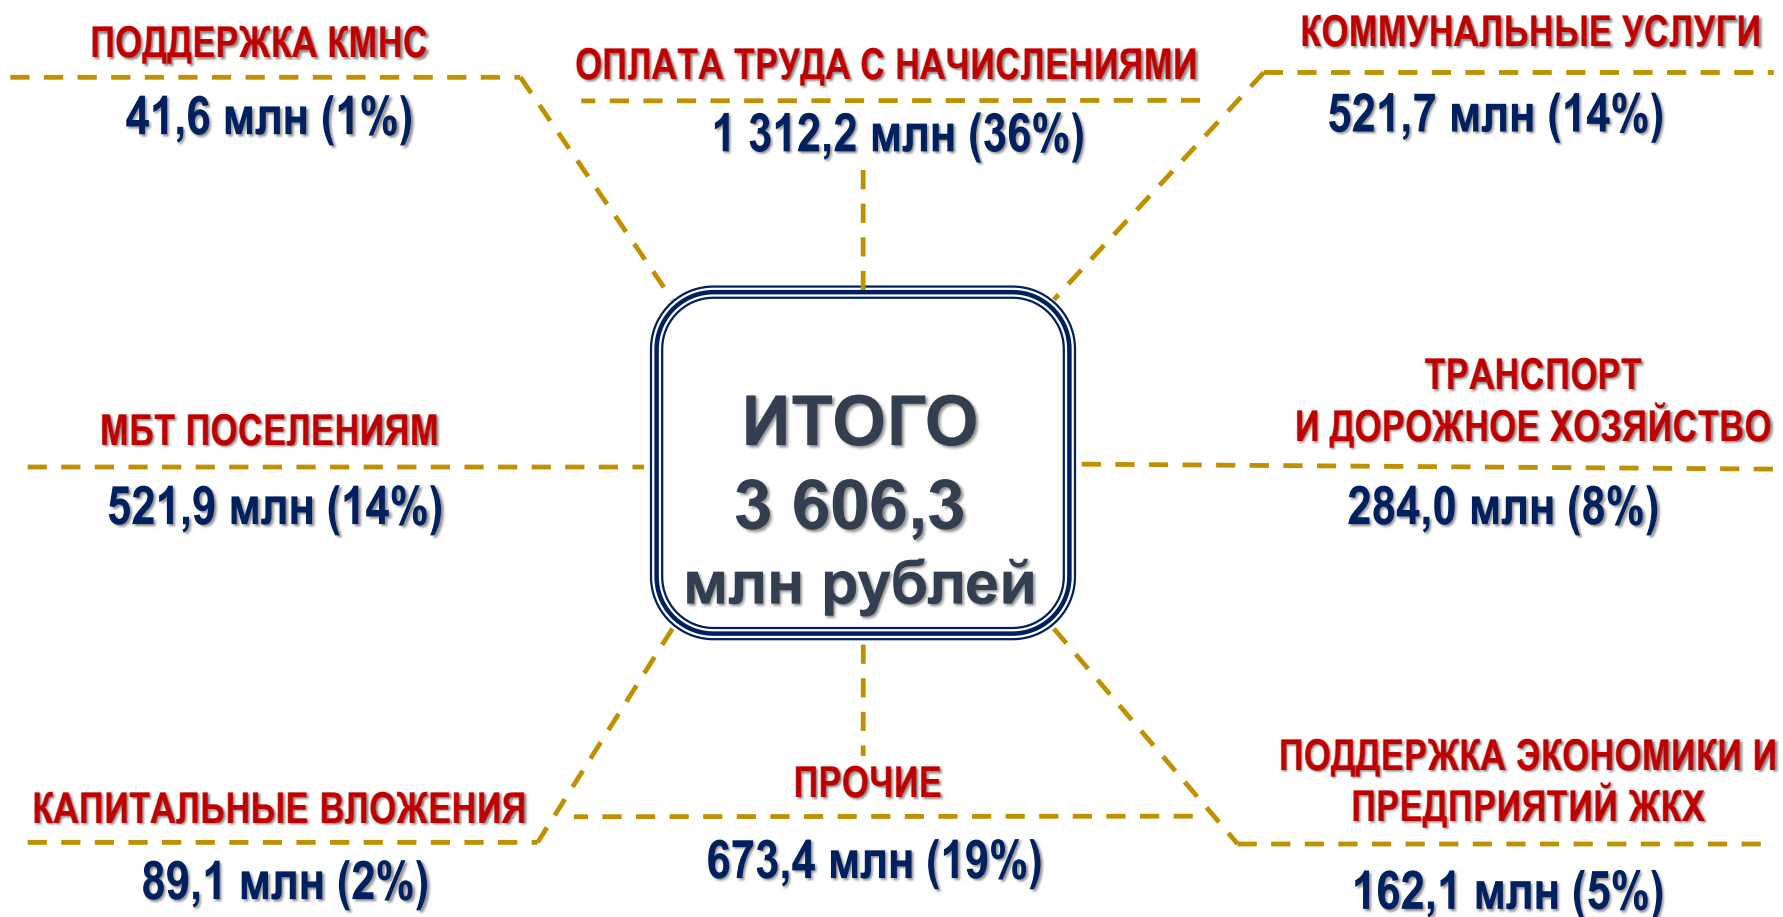 ПОДДЕРЖКА КМНС
41,6 млн (1%)
ОПЛАТА ТРУДА С НАЧИСЛЕНИЯМИ
1 312,2 млн (36%)
КОММУНАЛЬНЫЕ УСЛУГИ
521,7 млн (14%)
МБТ ПОСЕЛЕНИЯМ
521,9 млн (14%)
ИТОГО
3 606,3
млн рублей
ТРАНСПОРТ
И ДОРОЖНОЕ ХОЗЯЙСТВО
284,0 млн (8%)
КАПИТАЛЬНЫЕ ВЛОЖЕНИЯ
89,1 млн (2%)
ПРОЧИЕ
673,4 млн (19%)
ПОДДЕРЖКА ЭКОНОМИКИ И
ПРЕДПРИЯТИЙ ЖКХ
162,1 млн (5%)